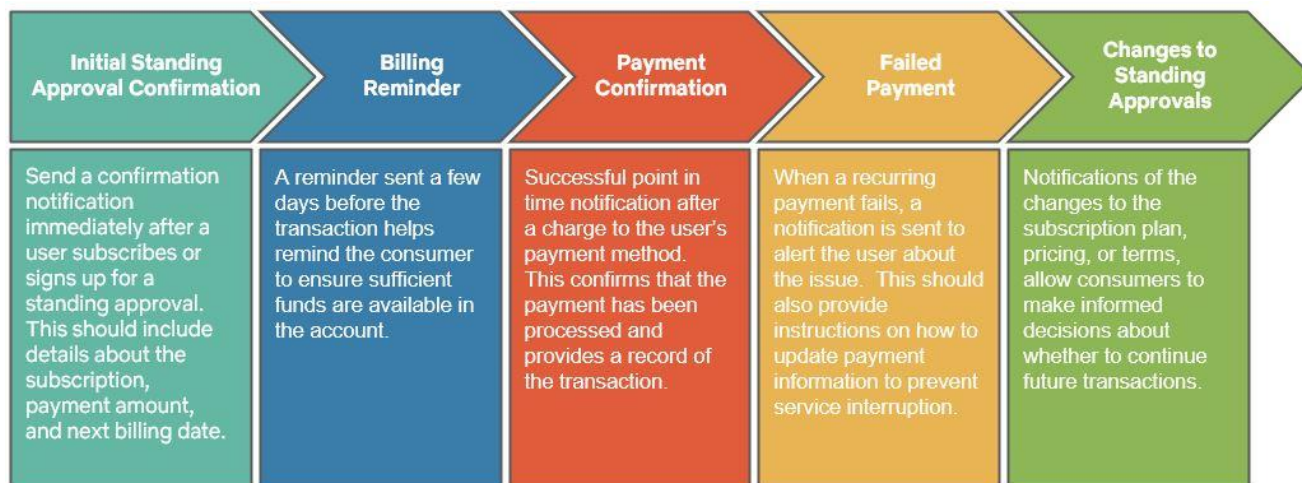 Initial Standing
Approval Confirmation
Billing
Reminder
Payment
Confirmation
Failed
Payment
Changes to
Standing
Approvals
Send a confirmation
notification
immediately after a
user subscribes or
signs up for a
standing approval.
This should include
details about the
subscription,
payment amount,
and next billing date.
A reminder sent a few
days before the
transaction helps
remind the consumer
to ensure sufficient
funds are available in
the account.
Successful point in
time notification after
a charge to the user’s
payment method.
This confirms that the
payment has been
processed and
provides a record of
the transaction.
When a recurring
payment fails, a
notification is sent to
alert the user about
the issue.  This should
also provide
instructions on how to
update payment
information to prevent
service interruption.
Notifications of the
changes to the
subscription plan,
pricing, or terms,
allow consumers to
make informed
decisions about
whether to continue
future transactions.